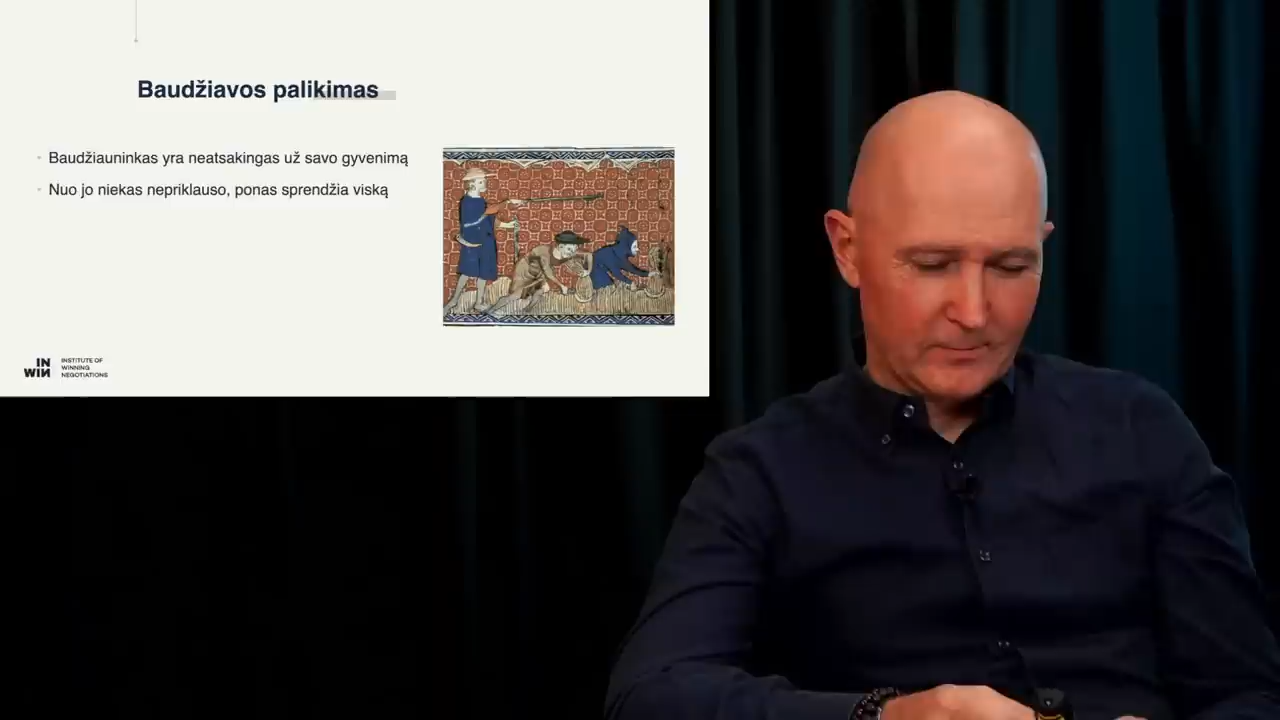 Baudžiavos palikimas
Baudžiauninkas yra neatsakingas už savo gyvenimą
Nuo jo niekas nepriklauso, ponas sprendžia viską
IN
WIN
INSTITUTE OF
WINNING
NEGOTIATIONS